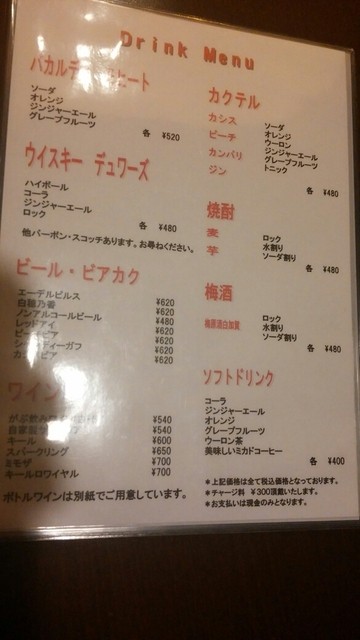 Drink Menu
バカルディ ート
ソーダ
オレンジ
ジンジャーエール
グレープフルーツ
各 ¥520
ウイスキー デュワーズ
ハイボール
コーラ
ジンジャーエール
ロック
各 ¥480
他バーボン・スコッチあります。お尋ねください。
ビール・ビアカク
エーデルピルス ¥620
白穂乃香 ¥620
ノンアルコールビール ¥480
レッドアイ ¥620
ビア ¥620
シ ディーガフ ¥620
カ ビア ¥620
ワイン
がぶ飲み ¥540
自家製 ¥540
キール ¥600
スパークリング ¥650
ミモザ ¥700
キールロワイヤル ¥700
ボトルワインは別紙でご用意しています。
カクテル
カシス
ピーチ
カンパリ
ジン
ソーダ
オレンジ
ウーロン
ジンジャーエール
グレープフルーツ
トニック
各 ¥480
焼酎
麦
芋
ロック
水割り
ソーダ割り
各 ¥480
梅酒
梅原酒白加賀
ロック
水割り
ソーダ割り
各 ¥480
ソフトドリンク
コーラ
ジンジャーエール
オレンジ
グレープフルーツ
ウーロン茶
美味しいミカドコーヒー
各 ¥400
＊上記価格は全て税込価格となっております。
＊チャージ料 ¥300頂戴いたします。
＊お支払いは現金のみとなります。